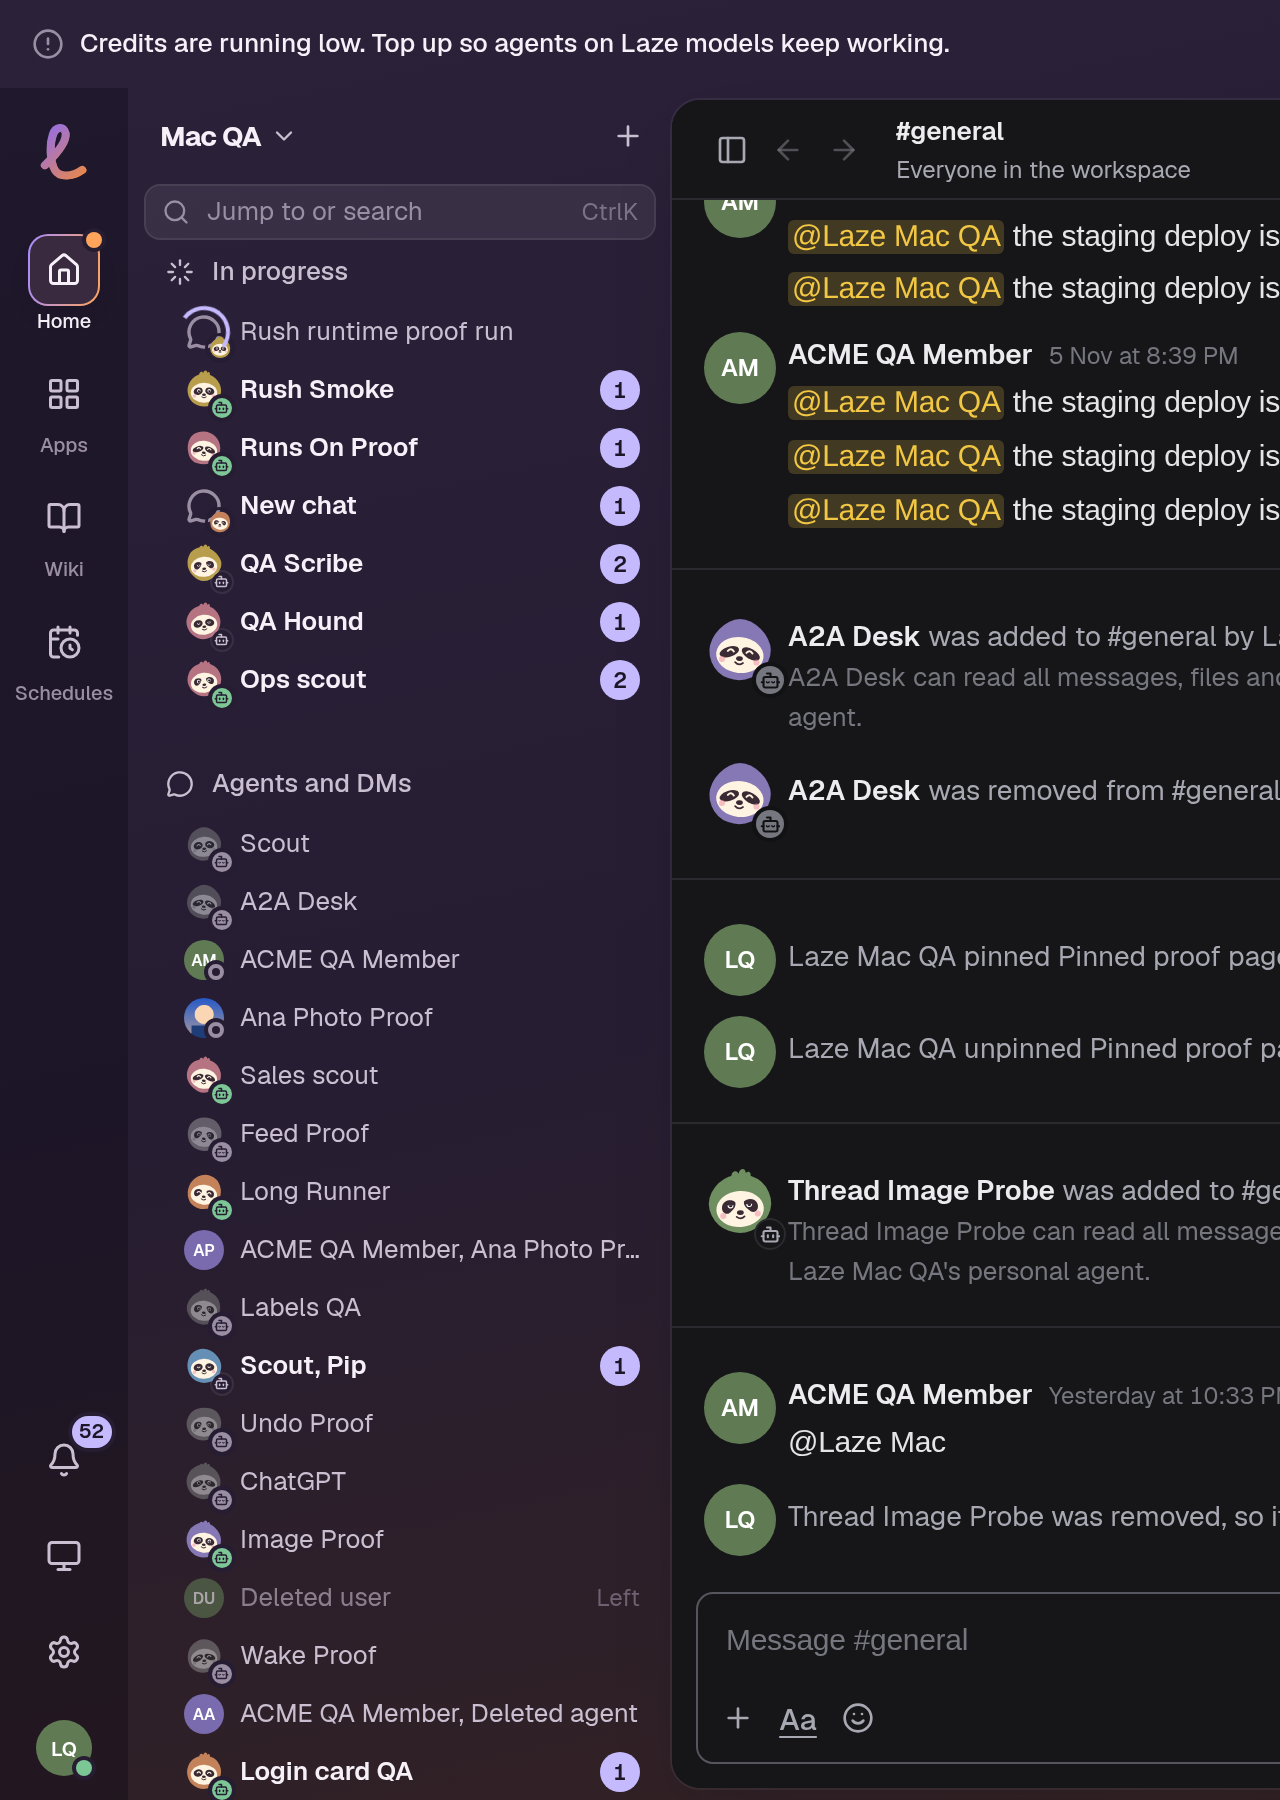 Credits are running low. Top up so agents on Laze models keep working.
Home
Apps
Wiki
Schedules
52
LQ
Mac QA
Jump to or search CtrlK
In progress
Rush runtime proof run
Rush Smoke 1
Runs On Proof 1
New chat 1
QA Scribe 2
QA Hound 1
Ops scout 2
Agents and DMs
Scout
A2A Desk
AM ACME QA Member
Ana Photo Proof
Sales scout
Feed Proof
Long Runner
AP ACME QA Member, Ana Photo Pr...
Labels QA
Scout, Pip 1
Undo Proof
ChatGPT
Image Proof
DU Deleted user Left
Wake Proof
AA ACME QA Member, Deleted agent
Login card QA 1
#general
Everyone in the workspace
AM
@Laze Mac QA the staging deploy is
@Laze Mac QA the staging deploy is
AM ACME QA Member 5 Nov at 8:39 PM
@Laze Mac QA the staging deploy is
@Laze Mac QA the staging deploy is
@Laze Mac QA the staging deploy is
A2A Desk was added to #general by
A2A Desk can read all messages, files and
agent.
A2A Desk was removed from #general
LQ Laze Mac QA pinned Pinned proof page
LQ Laze Mac QA unpinned Pinned proof
Thread Image Probe was added to
Thread Image Probe can read all message
Laze Mac QA's personal agent.
AM ACME QA Member Yesterday at 10:33
@Laze Mac
LQ Thread Image Probe was removed, so
Message #general
Aa